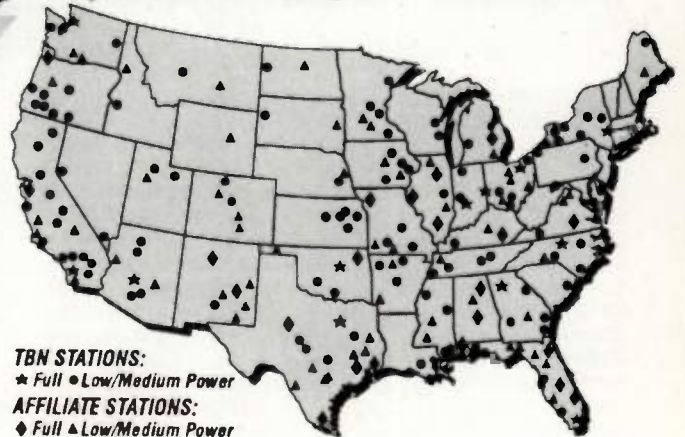 TBN STATIONS:
★ Full ● Low/Medium Power
AFFILIATE STATIONS:
♦ Full ▲ Low/Medium Power